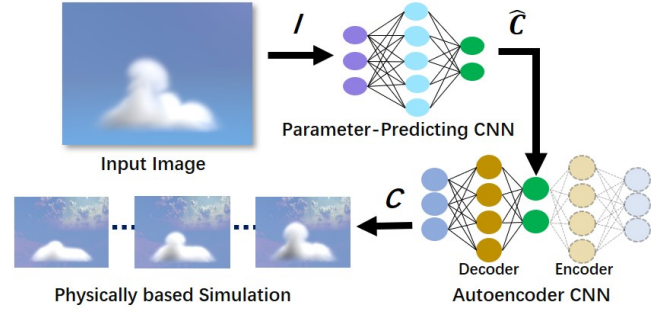 I
Ĉ
Parameter-Predicting CNN
Input Image
C
Decoder
Encoder
Physically based Simulation
Autoencoder CNN